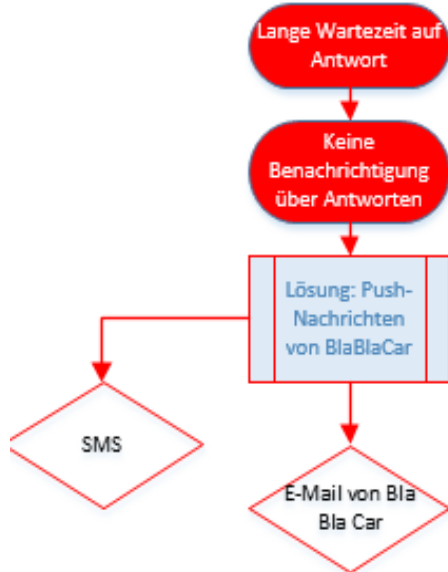 Lange Wartezeit auf
Antwort
Keine
Benachrichtigung
über Antworten
Lösung: Push-
Nachrichten
von BlaBlaCar
SMS
E-Mail von Bla
Bla Car